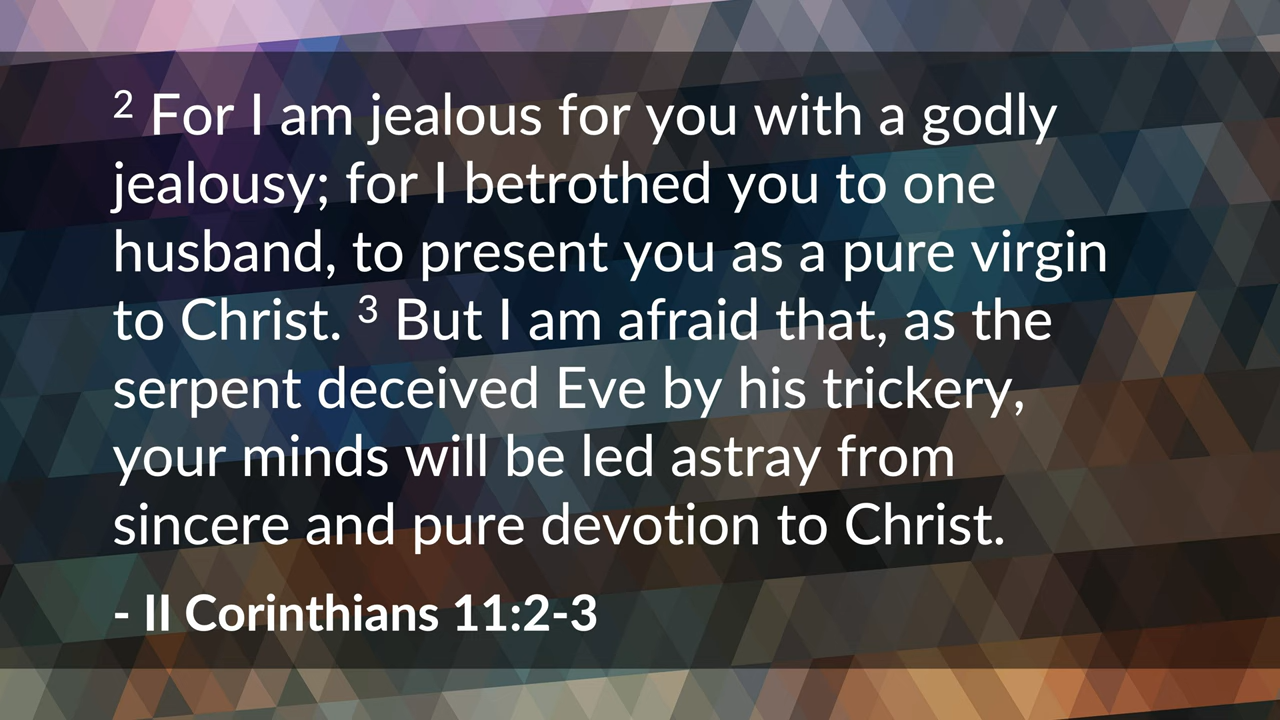 2 For I am jealous for you with a godly
jealousy; for I betrothed you to one
husband, to present you as a pure virgin
to Christ. 3 But I am afraid that, as the
serpent deceived Eve by his trickery,
your minds will be led astray from
sincere and pure devotion to Christ.
- II Corinthians 11:2-3